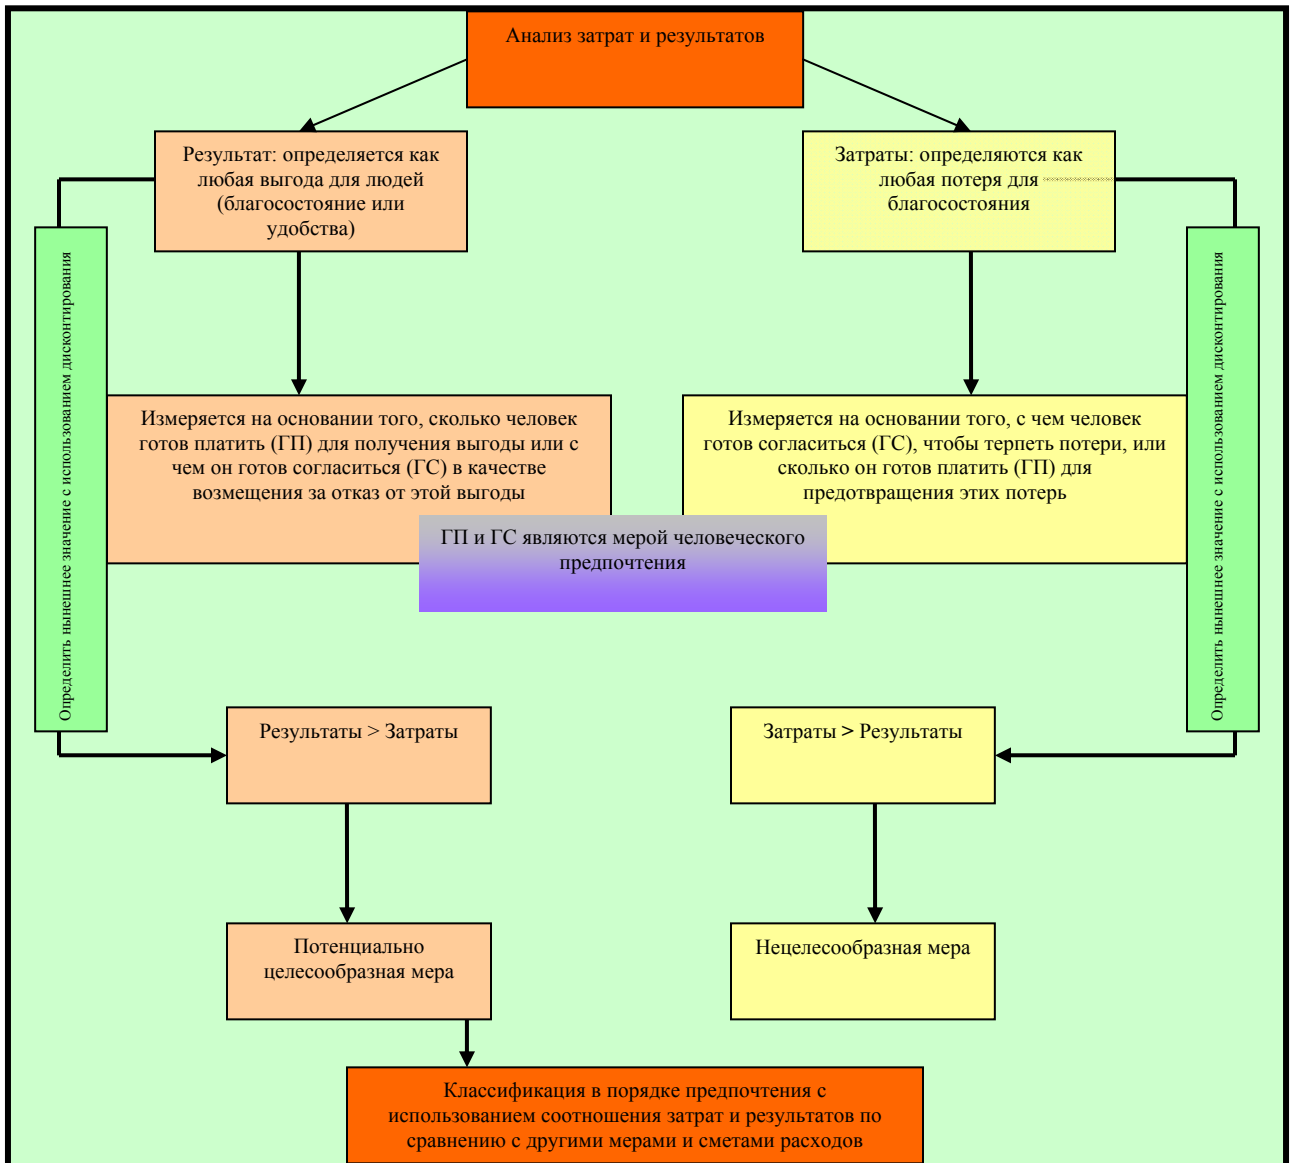 Анализ затрат и результатов
Результат: определяется как
любая выгода для людей
(благосостояние или
удобства)
Затраты: определяются как
любая потеря для
благосостояния
Определить нынешнее значение с использованием дисконтирования
Определить нынешнее значение с использованием дисконтирования
Измеряется на основании того, сколько человек
готов платить (ГП) для получения выгоды или с
чем он готов согласиться (ГС) в качестве
возмещения за отказ от этой выгоды
Измеряется на основании того, с чем человек
готов согласиться (ГС), чтобы терпеть потери, или
сколько он готов платить (ГП) для
предотвращения этих потерь
ГП и ГС являются мерой человеческого
предпочтения
Результаты > Затраты
Затраты > Результаты
Потенциально
целесообразная мера
Нецелесообразная мера
Классификация в порядке предпочтения с
использованием соотношения затрат и результатов по
сравнению с другими мерами и сметами расходов